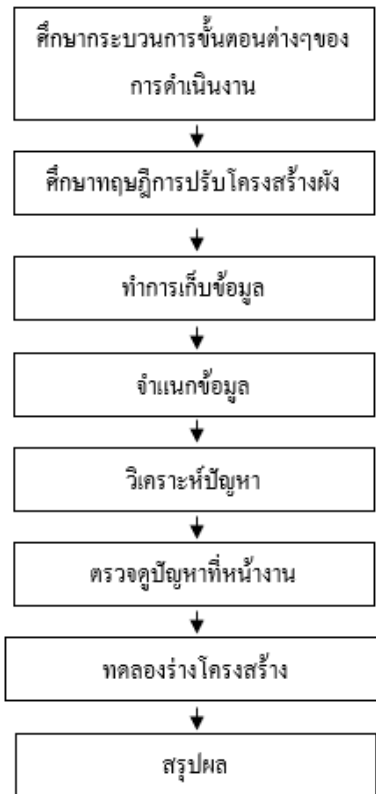 ศึกษากระบวนการขั้นตอนต่างๆของ
การดำเนินงาน
ศึกษาทฤษฎีการปรับโครงสร้างผัง
ทำการเก็บข้อมูล
จำแนกข้อมูล
วิเคราะห์ปัญหา
ตรวจดูปัญหาที่หน้างาน
ทดลองร่างโครงสร้าง
สรุปผล